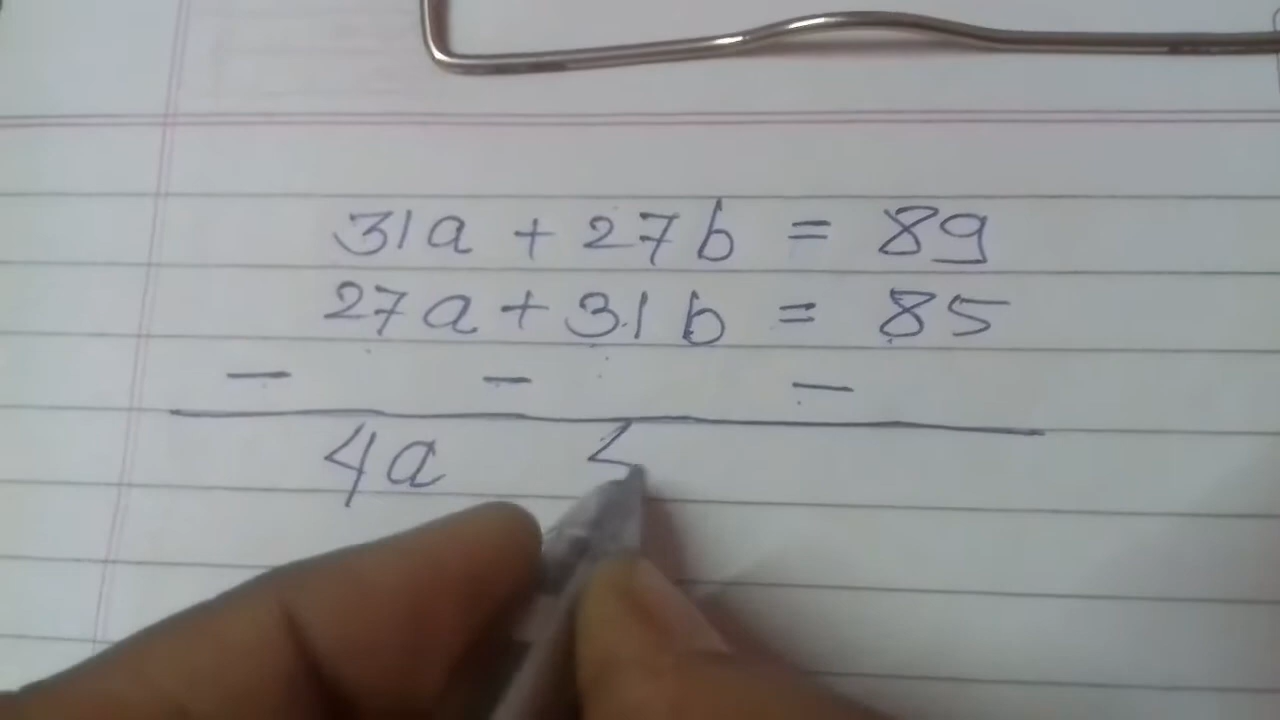 31a + 27b = 89
27a + 31b = 85
- - -
4a